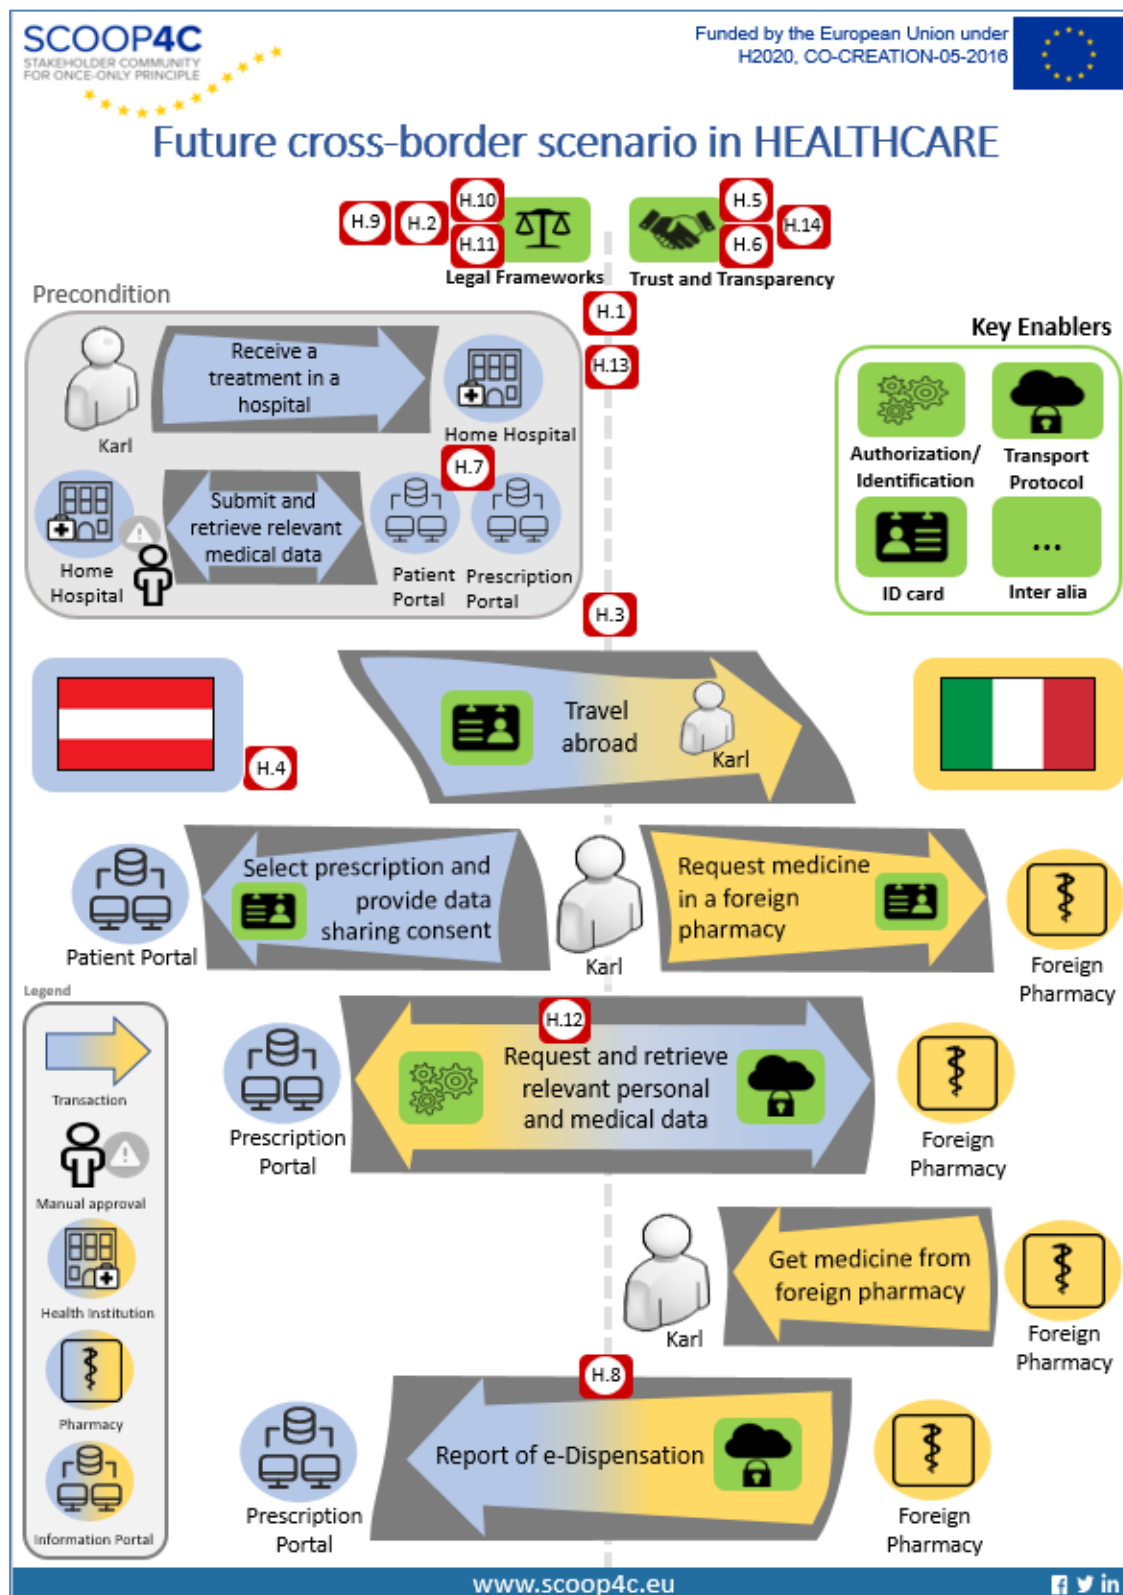 SCOOP4C
STAKEHOLDER COMMUNITY
FOR ONCE-ONLY PRINCIPLE
Funded by the European Union under
H2020, CO-CREATION-05-2016
Future cross-border scenario in HEALTHCARE
H.9
H.2
H.10
H.11
Legal Frameworks
H.5
H.6
H.14
Trust and Transparency
H.1
H.13
Precondition
Karl
Receive a
treatment in a
hospital
Home Hospital
H.7
Home
Hospital
Submit and
retrieve relevant
medical data
Patient
Portal
Prescription
Portal
Key Enablers
Authorization/
Identification
Transport
Protocol
ID card
...
Inter alia
H.3
H.4
Travel
abroad
Karl
Patient Portal
Select prescription and
provide data
sharing consent
Karl
Request medicine
in a foreign
pharmacy
Foreign
Pharmacy
Prescription
Portal
H.12
Request and retrieve
relevant personal
and medical data
Foreign
Pharmacy
Karl
Get medicine from
foreign pharmacy
Foreign
Pharmacy
H.8
Prescription
Portal
Report of e-Dispensation
Foreign
Pharmacy
Legend
Transaction
Manual approval
Health Institution
Pharmacy
Information Portal
www.scoop4c.eu